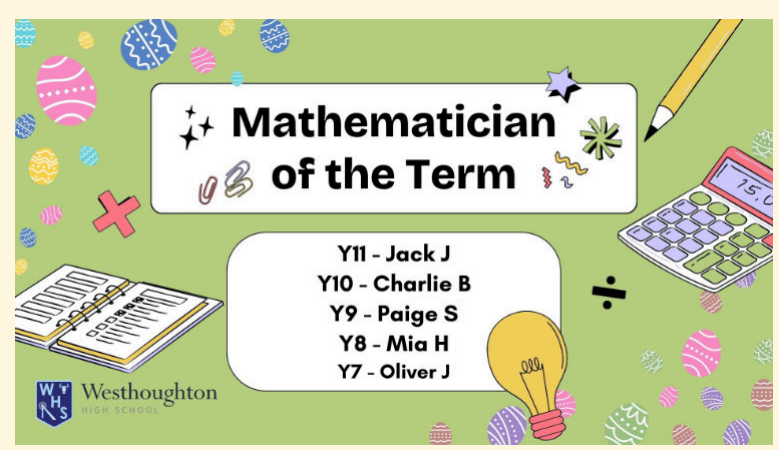 Mathematician
of the Term
Y11 - Jack J
Y10 - Charlie B
Y9 - Paige S
Y8 - Mia H
Y7 - Oliver J
15.0
W H S
Westhoughton
HIGH SCHOOL